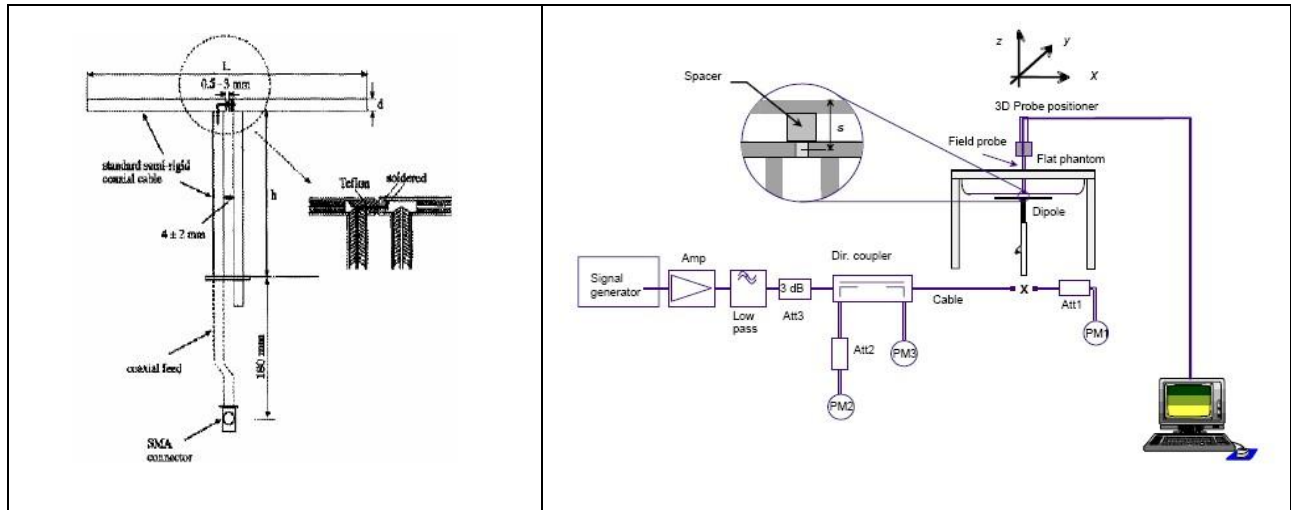 L
0.5 - 3 mm
d
standard semi-rigid
coaxial cable
h
Teflon
soldered
4 ± 2 mm
180 mm
coaxial feed
SMA
connector
z
y
X
Spacer
s
3D Probe positioner
Field probe
Flat phantom
Dipole
Signal
generator
Amp
Low
pass
3 dB
Att3
Dir. coupler
Cable
X
Att1
PM1
Att2
PM3
PM2